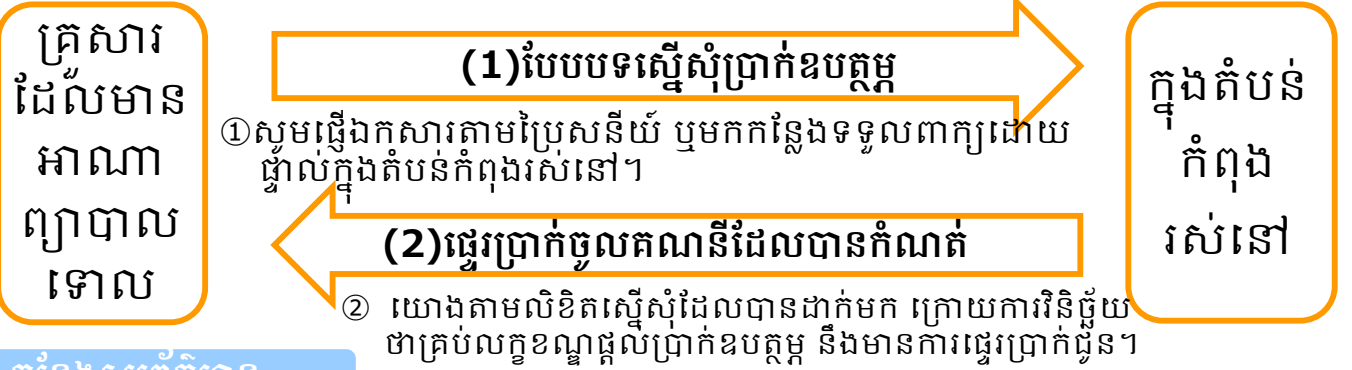 គ្រួសារ
ដែលមាន
អាណា
ព្យាបាល
ទោល
(1)បែបបទស្នើសុំប្រាក់ឧបត្ថម្ភ
①សូមផ្ញើឯកសារតាមប្រៃសនីយ៍ ឬមកកន្លែងទទួលពាក្យដោយ
ផ្ទាល់ក្នុងតំបន់កំពុងរស់នៅ។
(2)ផ្ទេរប្រាក់ចូលគណនីដែលបានកំណត់
② យោងតាមលិខិតស្នើសុំដែលបានដាក់មក ក្រោយការវិនិច្ឆ័យ
ថាគ្រប់លក្ខខណ្ឌផ្តល់ប្រាក់ឧបត្ថម្ភ នឹងមានការផ្ទេរប្រាក់ជូន។
ក្នុងតំបន់
កំពុង
រស់នៅ